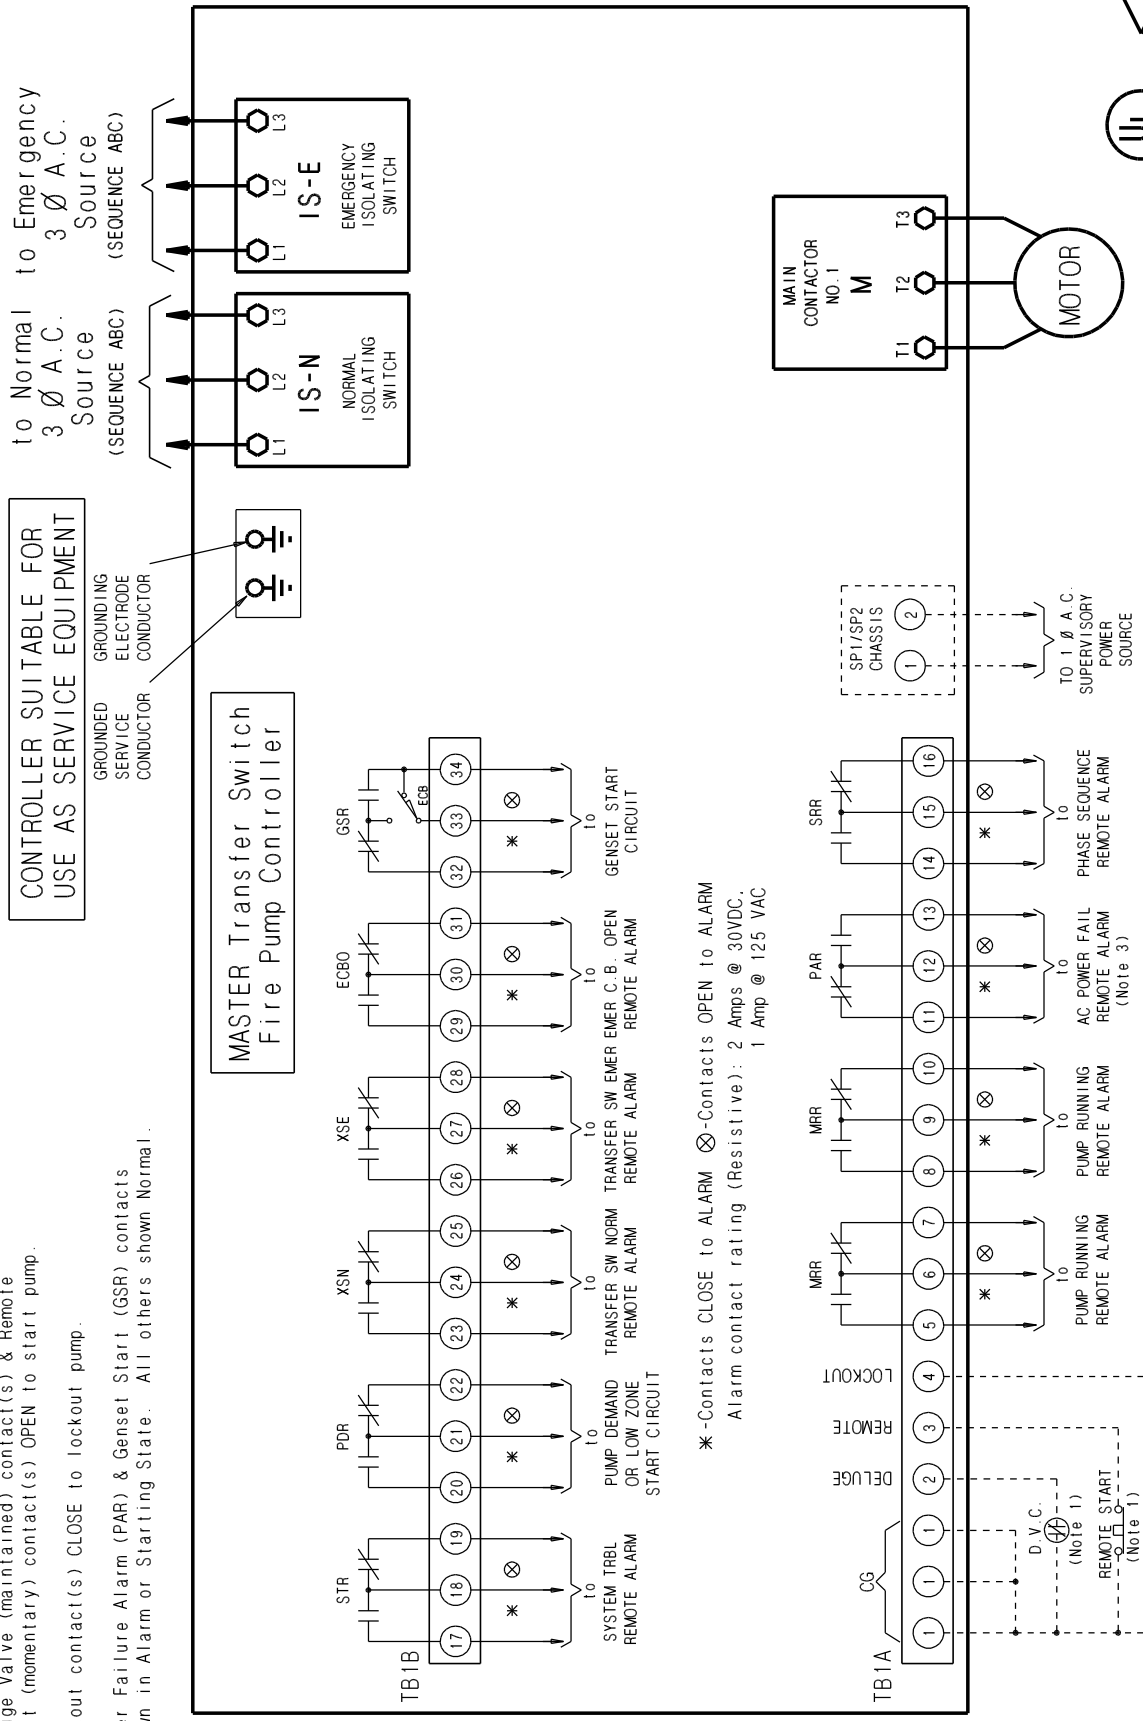 ge Valve (maintained) contact(s) & Remote
t (momentary) contact(s) OPEN to start pump.
out contact(s) CLOSE to lockout pump.
er Failure Alarm (PAR) & Genset Start (GSR) contacts
wn in Alarm or Starting State. All others shown Normal.
CONTROLLER SUITABLE FOR
USE AS SERVICE EQUIPMENT
GROUNDED
SERVICE
CONDUCTOR
GROUNDING
ELECTRODE
CONDUCTOR
to Normal
3 Ø A.C.
Source
(SEQUENCE ABC)
to Emergency
3 Ø A.C.
Source
(SEQUENCE ABC)
L1 L2 L3
IS-N
NORMAL
ISOLATING
SWITCH
L1 L2 L3
IS-E
EMERGENCY
ISOLATING
SWITCH
MASTER Transfer Switch
Fire Pump Controller
STR PDR XSN XSE ECBO GSR
ECB
TB1B
17 18 19 20 21 22 23 24 25 26 27 28 29 30 31 32 33 34
to
SYSTEM TRBL
REMOTE ALARM
to
PUMP DEMAND
OR LOW ZONE
START CIRCUIT
to
TRANSFER SW NORM
REMOTE ALARM
to
TRANSFER SW EMER
REMOTE ALARM
to
EMER C.B. OPEN
REMOTE ALARM
to
GENSET START
CIRCUIT
✳-Contacts CLOSE to ALARM ⊗-Contacts OPEN to ALARM
Alarm contact rating (Resistive): 2 Amps @ 30VDC,
1 Amp @ 125 VAC
MAIN
CONTACTOR
NO.1
M
T1 T2 T3
MOTOR
SP1/SP2
CHASSIS
1 2
TO 1 Ø A.C.
SUPERVISORY
POWER
SOURCE
CG
DELUGE
REMOTE
LOCKOUT
MRR MRR PAR SRR
TB1A
1 1 1 2 3 4 5 6 7 8 9 10 11 12 13 14 15 16
D.V.C.
(Note 1)
REMOTE START
(Note 1)
to
PUMP RUNNING
REMOTE ALARM
to
PUMP RUNNING
REMOTE ALARM
to
AC POWER FAIL
REMOTE ALARM
(Note 3)
to
PHASE SEQUENCE
REMOTE ALARM